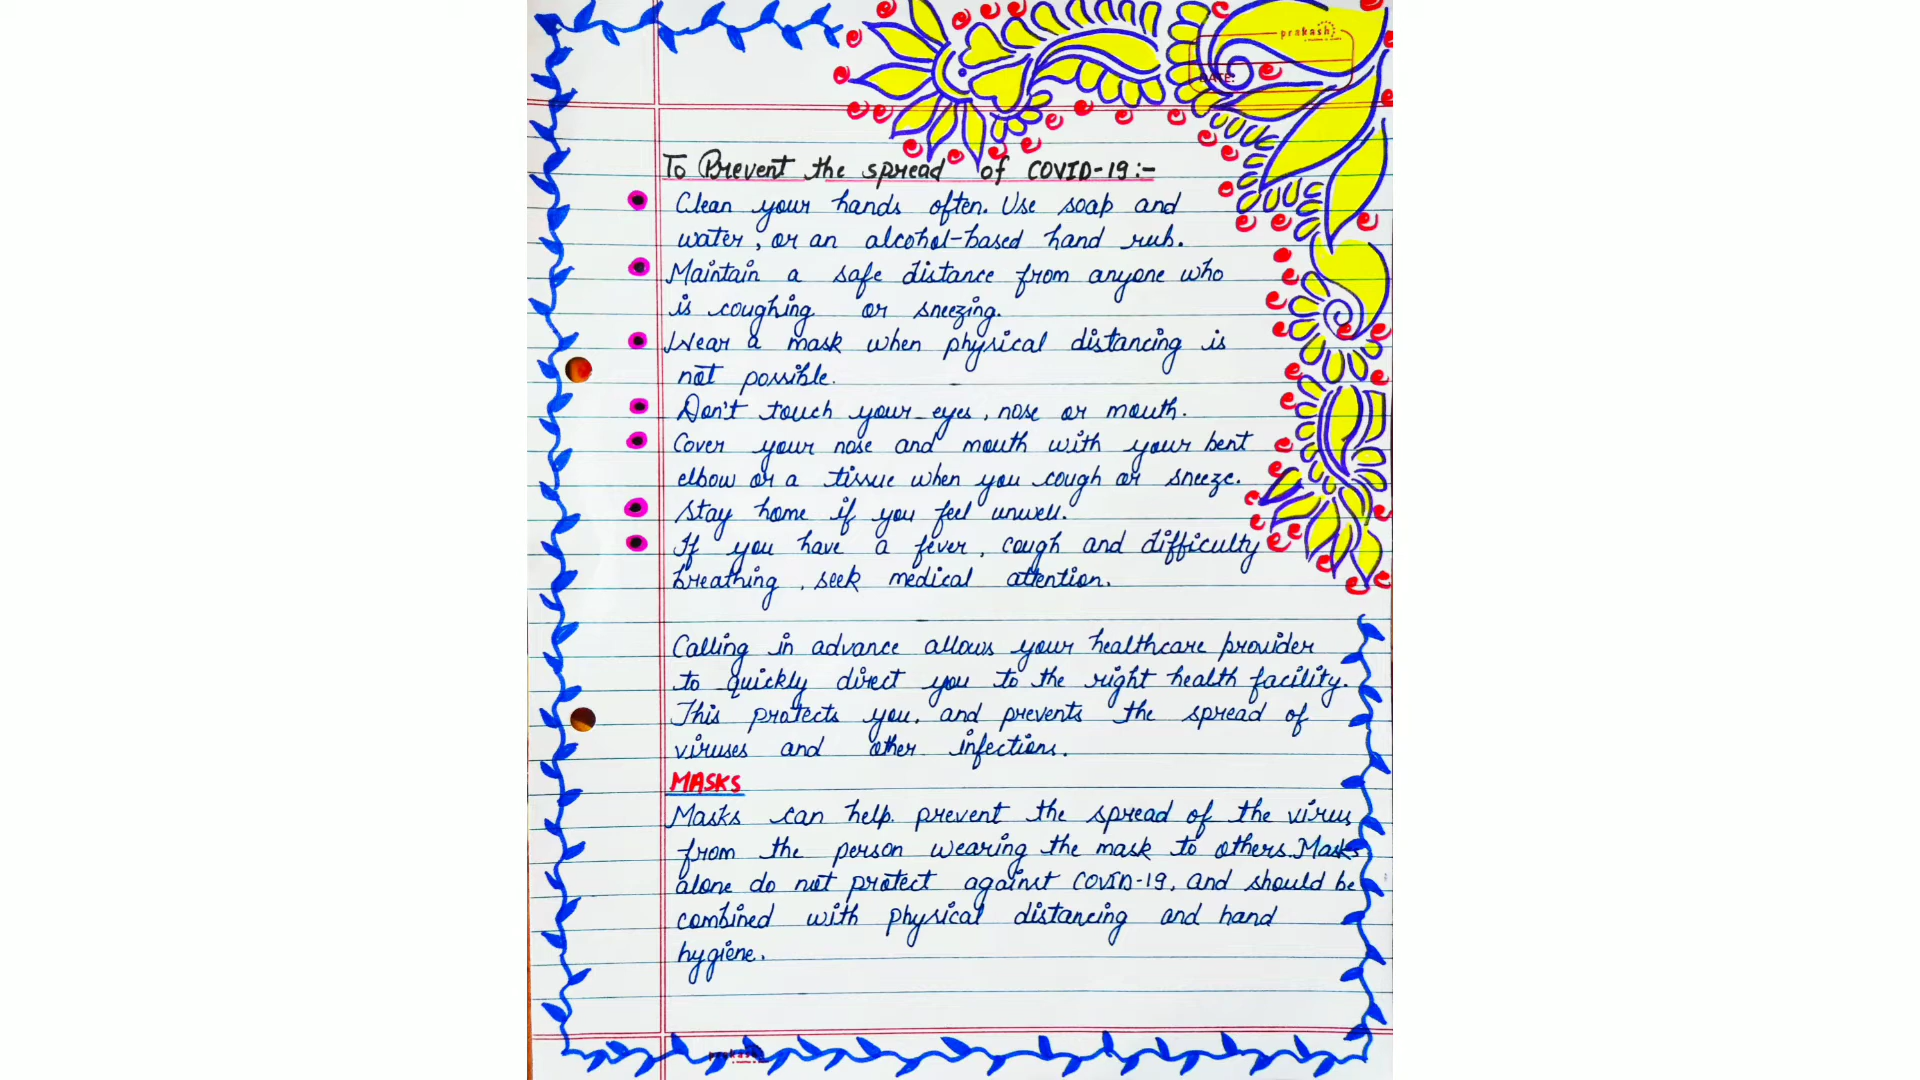 prakash
DATE:
To Prevent the spread of COVID-19:-
Clean your hands often. Use soap and
water, or an alcohol-based hand rub.
Maintain a safe distance from anyone who
is coughing or sneezing.
Wear a mask when physical distancing is
not possible.
Don't touch your eyes, nose or mouth.
Cover your nose and mouth with your bent
elbow or a tissue when you cough or sneeze.
Stay home if you feel unwell.
If you have a fever, cough and difficulty
breathing, seek medical attention.
Calling in advance allows your healthcare provider
to quickly direct you to the right health facility.
This protects you, and prevents the spread of
viruses and other infections.
MASKS
Masks can help prevent the spread of the virus
from the person wearing the mask to others. Masks
alone do not protect against COVID-19, and should be
combined with physical distancing and hand
hygiene.
prakash